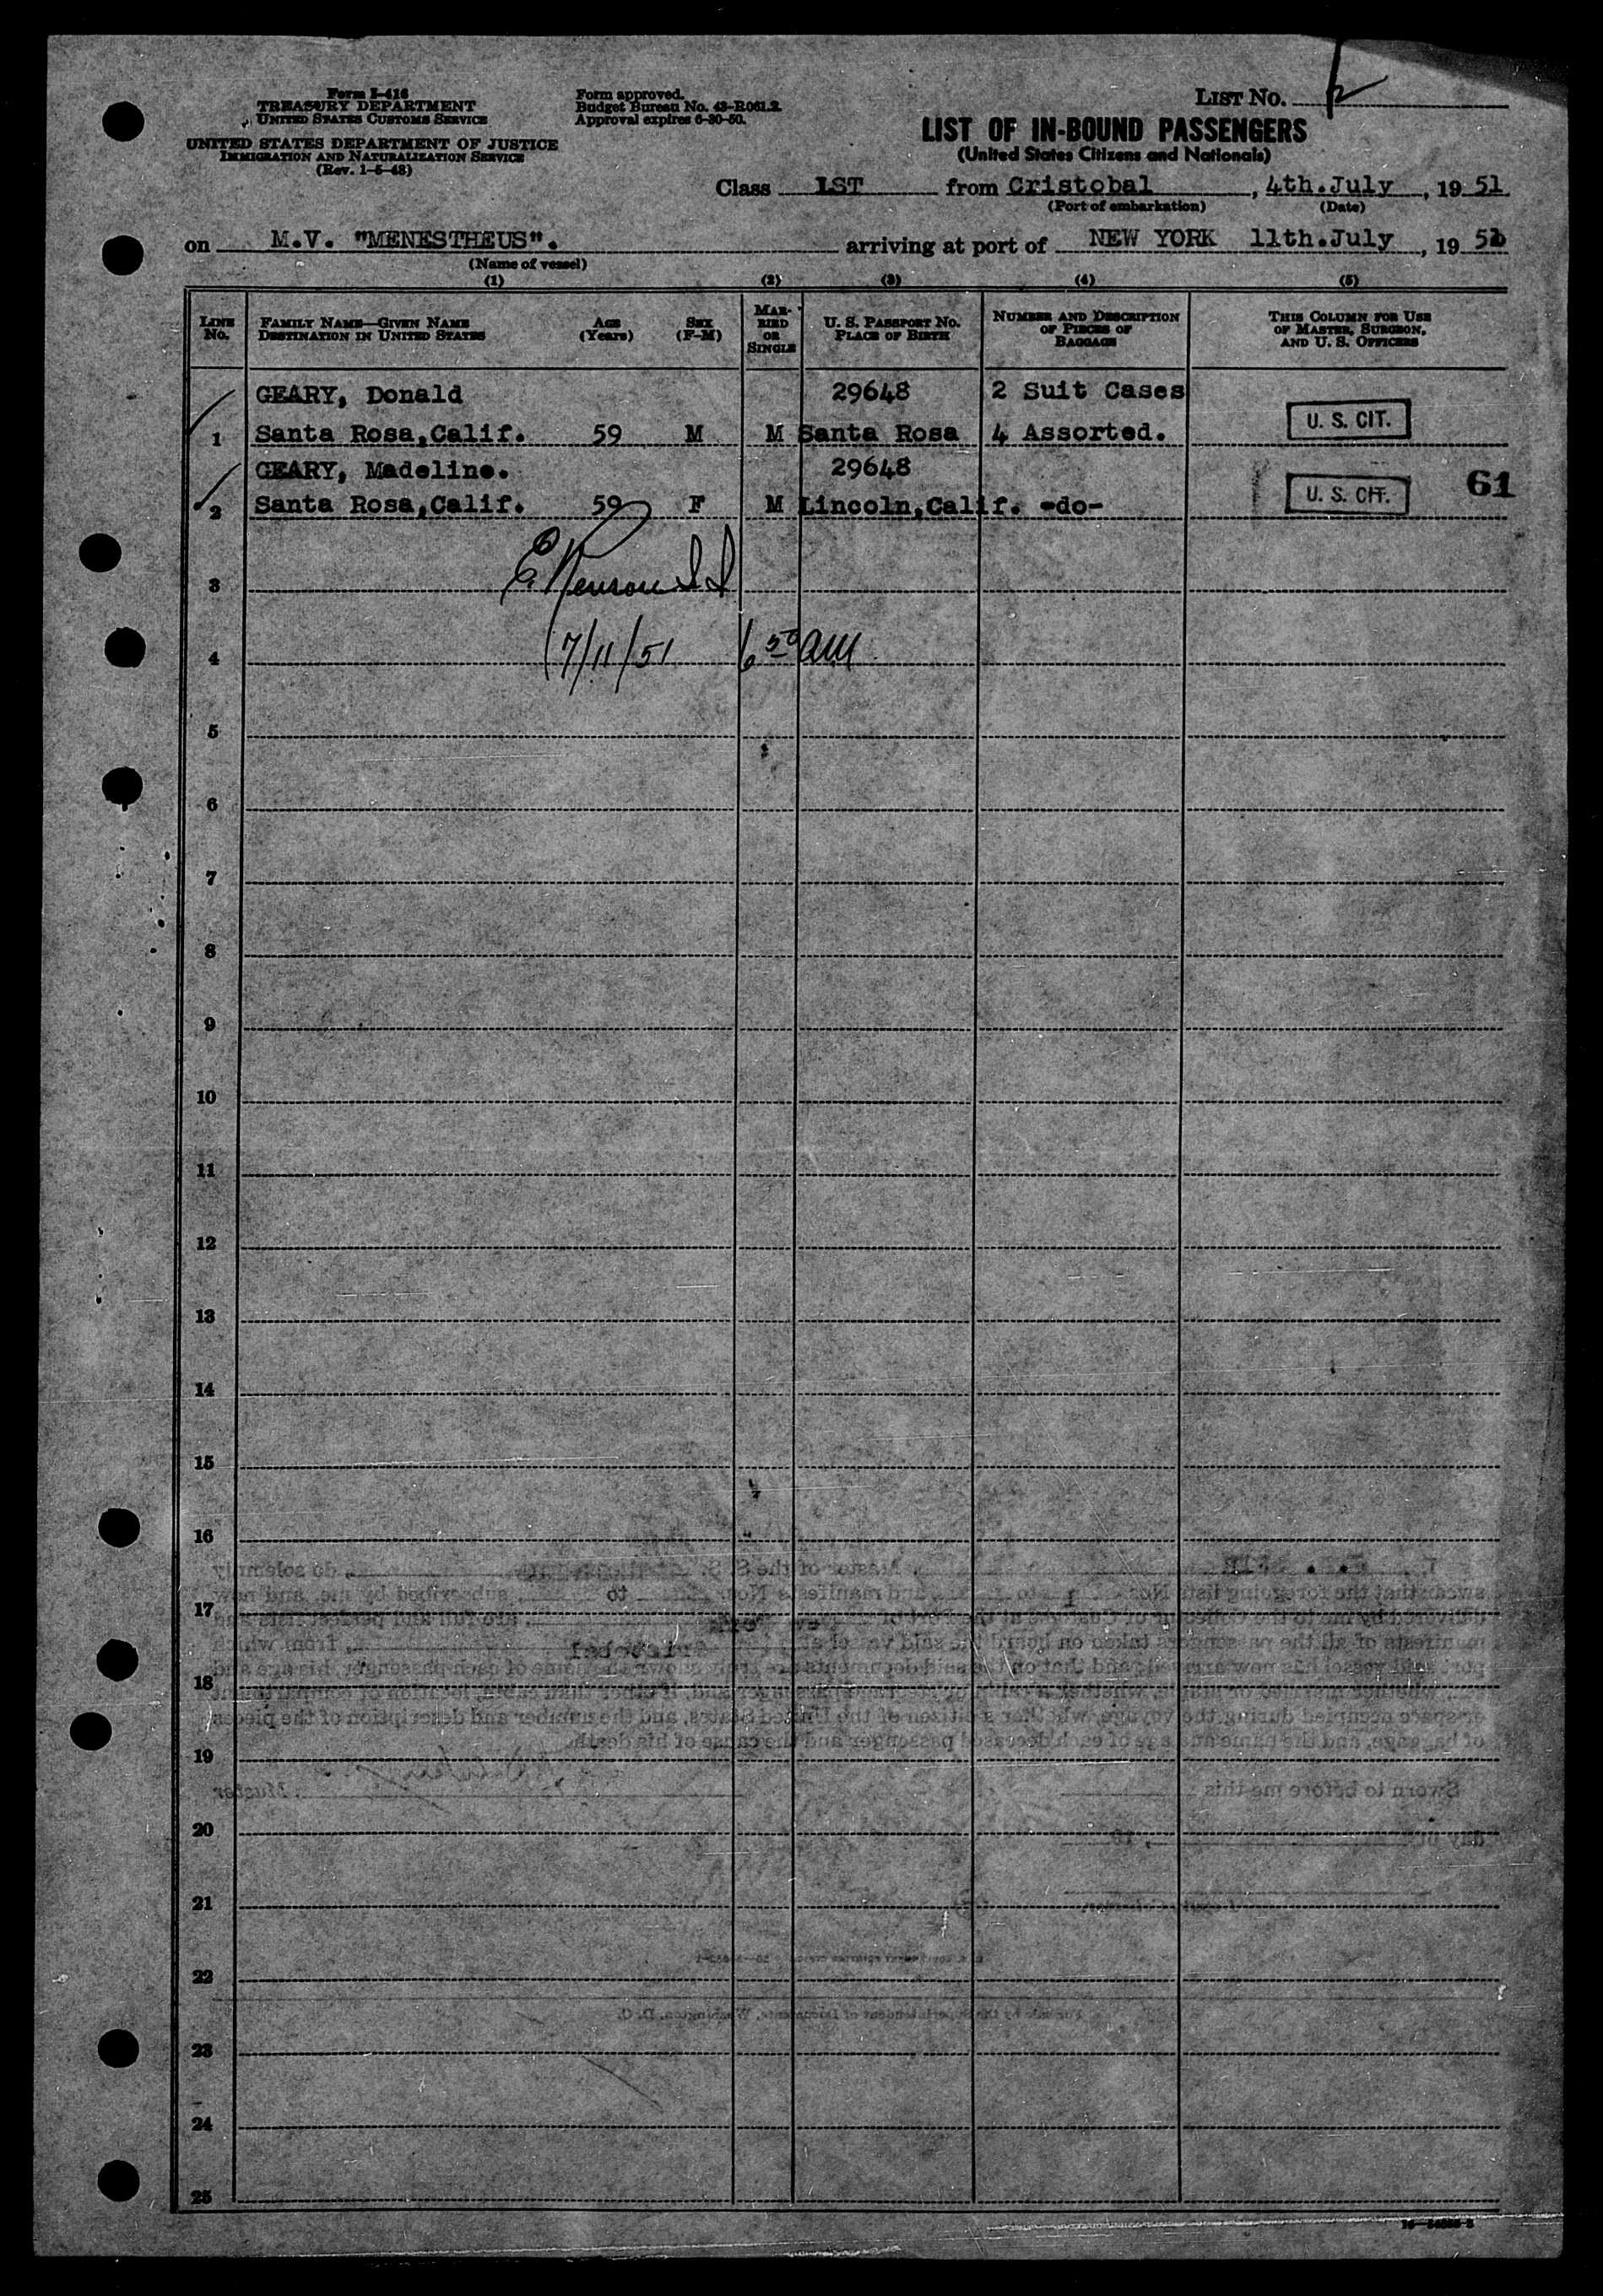 Form I-416
TREASURY DEPARTMENT
UNITED STATES CUSTOMS SERVICE
UNITED STATES DEPARTMENT OF JUSTICE
IMMIGRATION AND NATURALIZATION SERVICE
(Rev. 1-5-48)
Form approved.
Budget Bureau No. 43-R061.2.
Approval expires 6-30-50.
LIST NO.
LIST OF IN-BOUND PASSENGERS
(United States Citizens and Nationals)
Class 1ST from Cristobal, 4th.July, 19 51
(Port of embarkation) (Date)
on M.V. "MENESTHEUS". arriving at port of NEW YORK 11th.July, 19 51
(Name of vessel)
(1) (2) (3) (4) (5)
LINE NO.
FAMILY NAME—GIVEN NAME
DESTINATION IN UNITED STATES
AGE (Years)
SEX (F-M)
MARRIED OR SINGLE
U. S. PASSPORT NO.
PLACE OF BIRTH
NUMBER AND DESCRIPTION OF PIECES OF BAGGAGE
THIS COLUMN FOR USE OF MASTER, SURGEON, AND U. S. OFFICERS
GEARY, Donald 29648 2 Suit Cases
1 Santa Rosa,Calif. 59 M M Santa Rosa 4 Assorted. U. S. CIT.
GEARY, Madeline. 29648
2 Santa Rosa,Calif. 59 F M Lincoln,Calif. -do- U. S. CIT. 61
3
7/11/51 6 50 AM
4
5
6
7
8
9
10
11
12
13
14
15
16
17
18
19
20
21
22
23
24
25